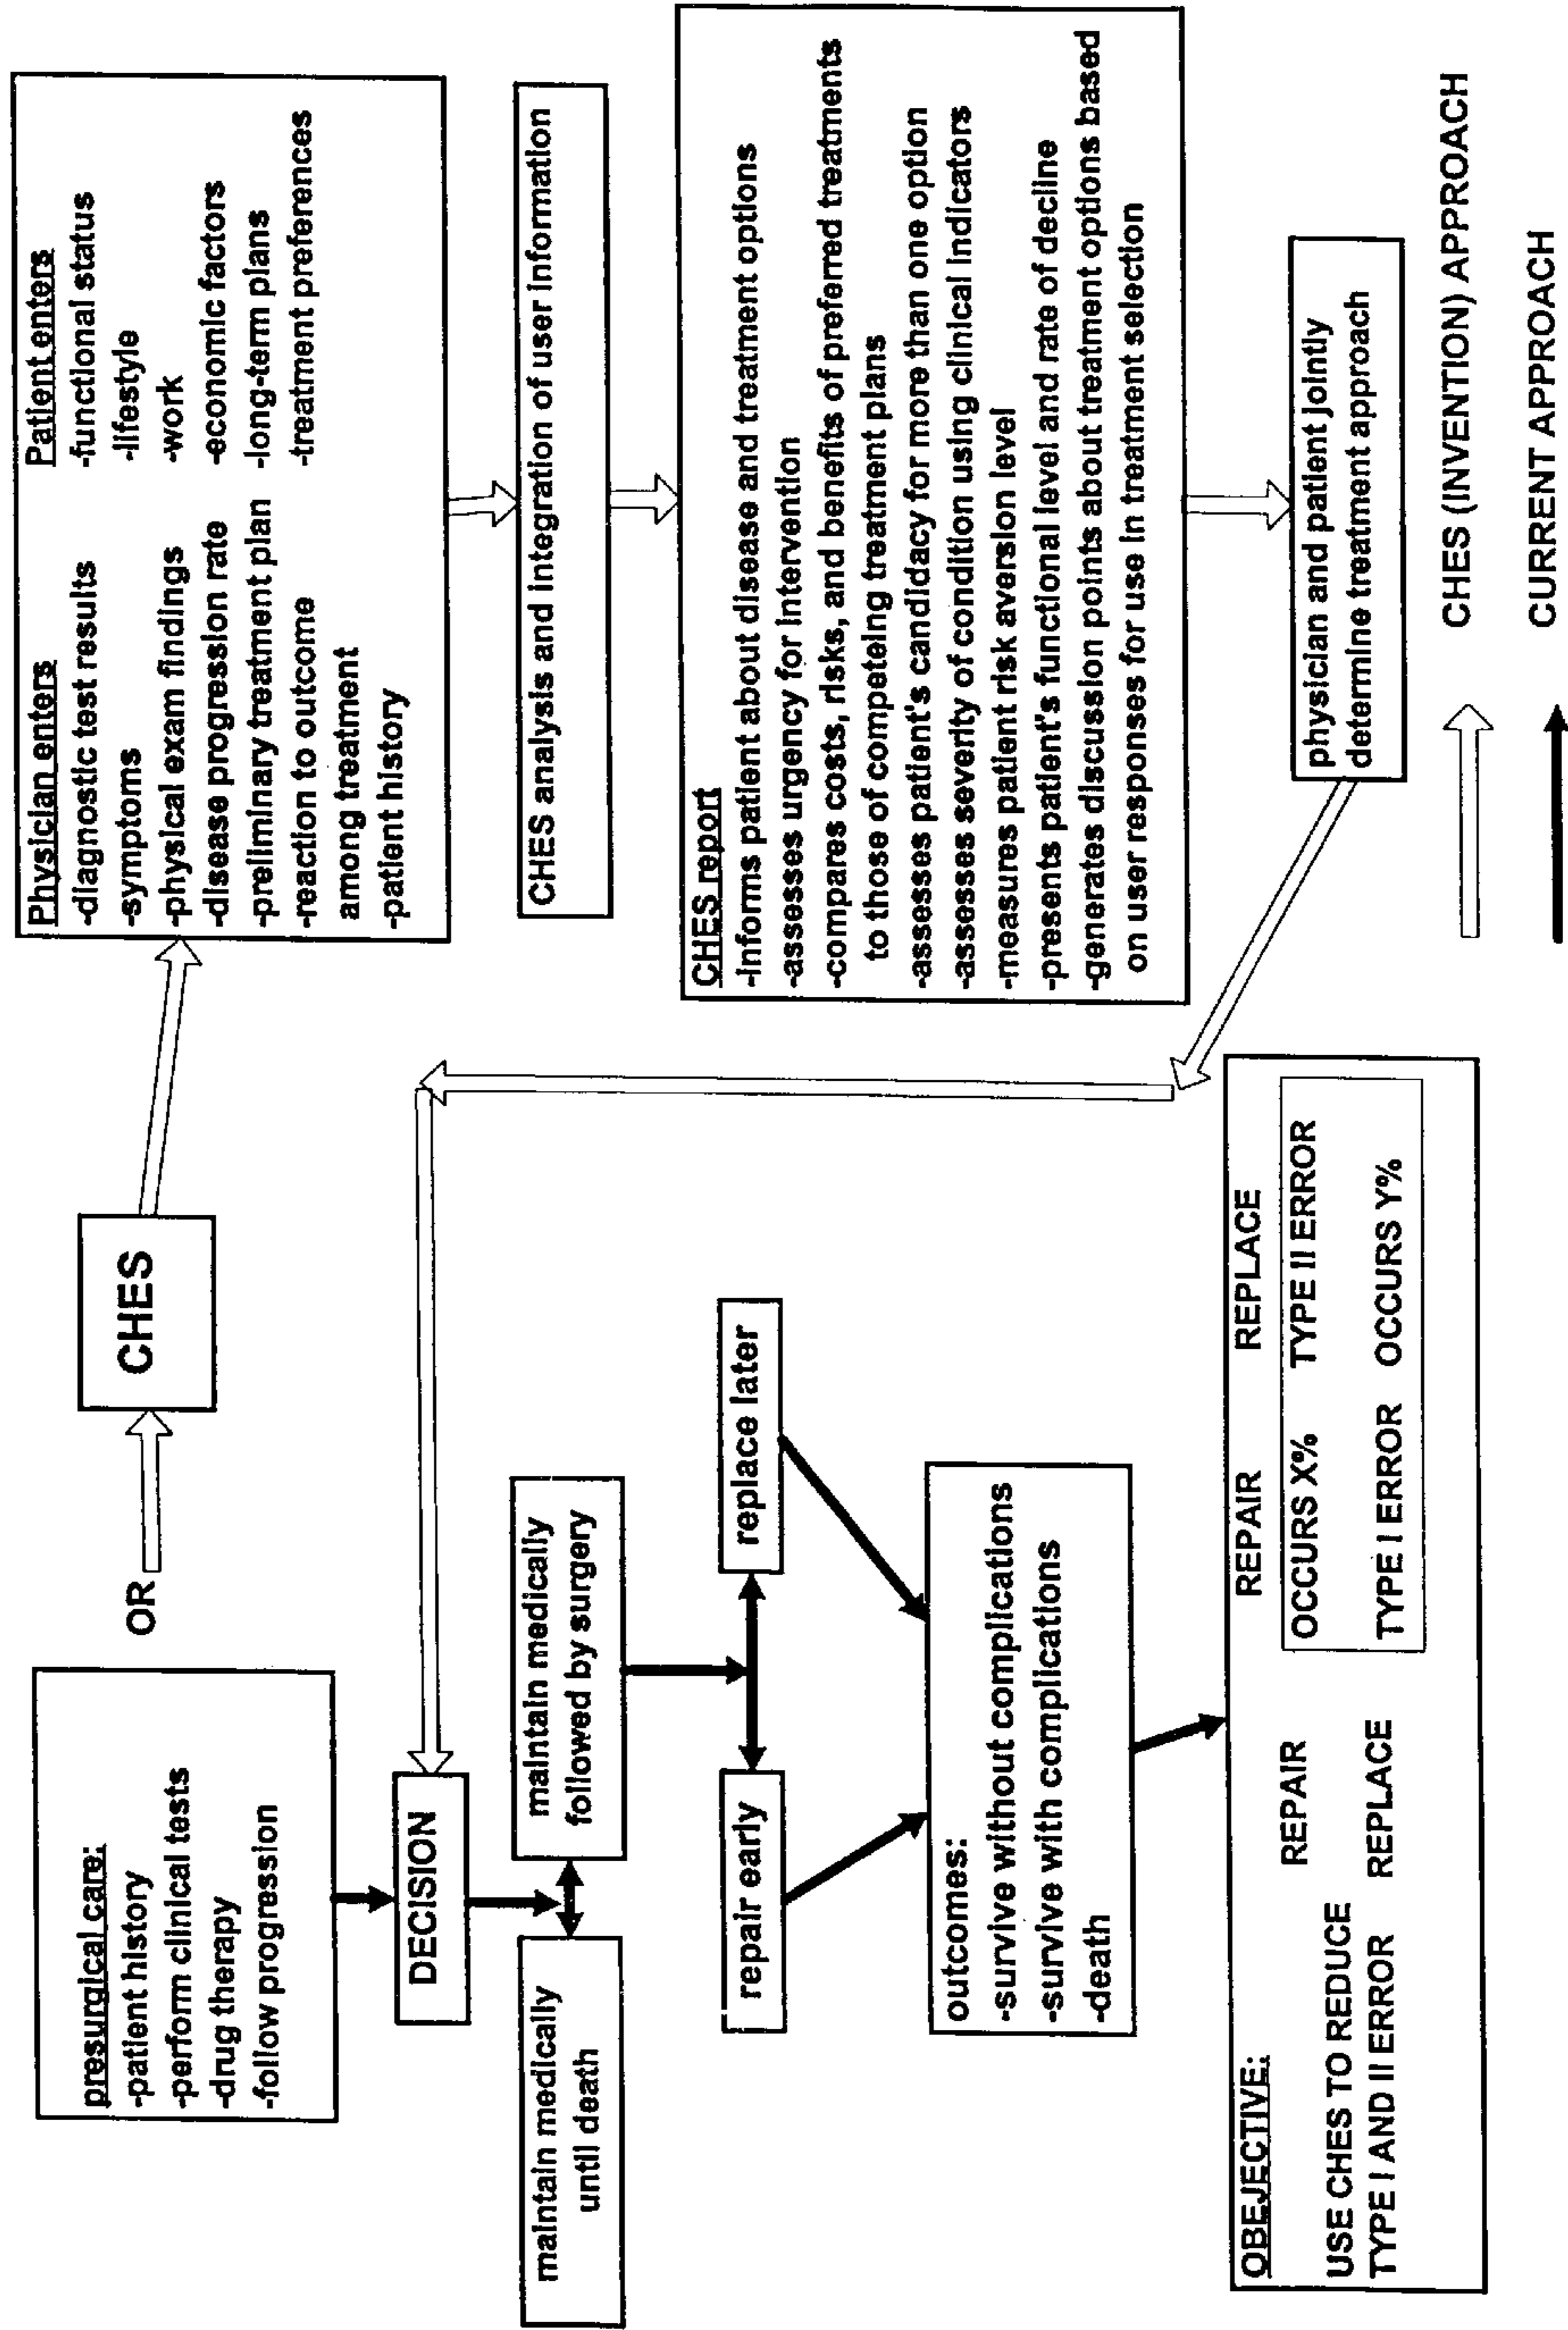 presurgical care:
-patient history
-perform clinical tests
-drug therapy
-follow progression
OR
CHES
Physician enters
-diagnostic test results
-symptoms
-physical exam findings
-disease progression rate
-preliminary treatment plan
-reaction to outcome
among treatment
-patient history
Patient enters
-functional status
-lifestyle
-work
-economic factors
-long-term plans
-treatment preferences
CHES analysis and integration of user information
CHES report
-informs patient about disease and treatment options
-assesses urgency for intervention
-compares costs, risks, and benefits of preferred treatments
to those of competeing treatment plans
-assesses patient's candidacy for more than one option
-assesses severity of condition using clinical indicators
-measures patient risk aversion level
-presents patient's functional level and rate of decline
-generates discussion points about treatment options based
on user responses for use in treatment selection
physician and patient jointly
determine treatment approach
DECISION
maintain medically
until death
maintain medically
followed by surgery
repair early
replace later
outcomes:
-survive without complications
-survive with complications
-death
OBEJECTIVE:
USE CHES TO REDUCE
TYPE I AND II ERROR
REPAIR REPLACE
REPAIR OCCURS X% TYPE II ERROR
REPLACE TYPE I ERROR OCCURS Y%
CHES (INVENTION) APPROACH
CURRENT APPROACH